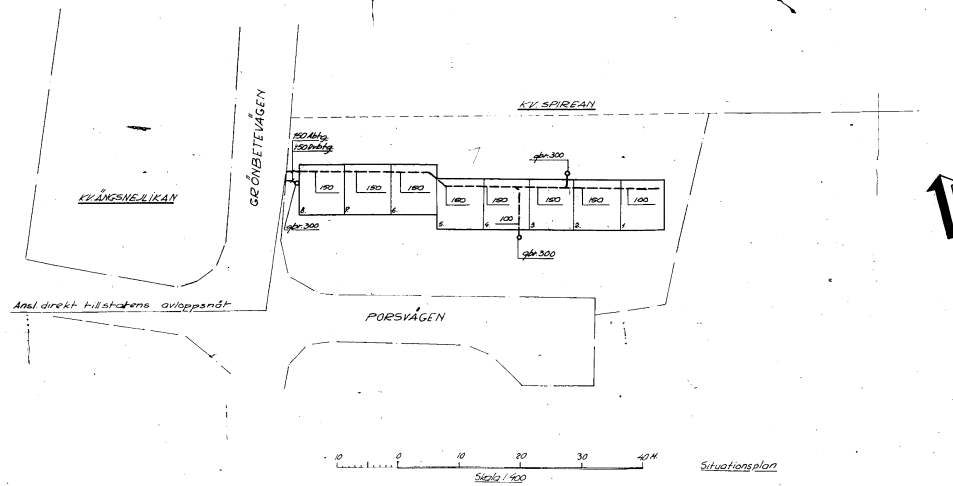 KV. SPIREAN
GRÖNBETEVÄGEN
150 Abtg.
150 Dvbtg.
gbr. 300
KV. ÄNGSNEJLIKAN
150
150
150
150
150
150
150
100
100
8.
7.
6.
5.
4.
3.
2.
1.
gbr. 300
gbr. 300
Ansl. direkt till statens avloppsnät
PORSVÄGEN
10 0 10 20 30 40 M.
Skala 1:400
Situationsplan